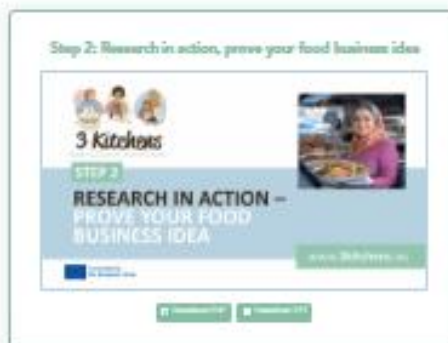 Step 2: Research in action, prove your food business idea
3 Kitchens
STEP 2
RESEARCH IN ACTION –
PROVE YOUR FOOD
BUSINESS IDEA
www.3kitchens.eu